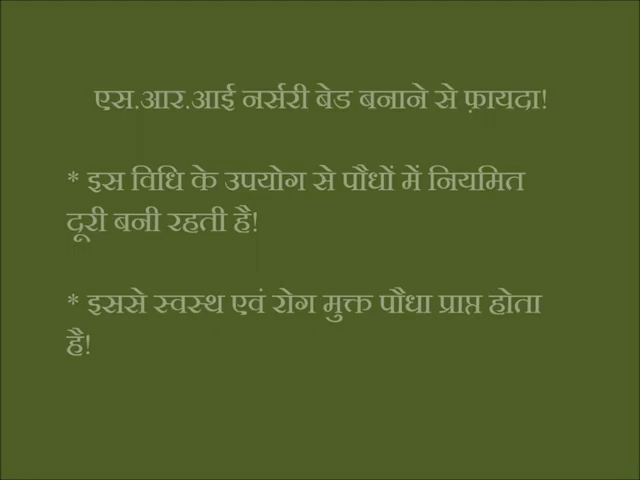 एस.आर.आई नर्सरी बेड बनाने से फ़ायदा!
* इस विधि के उपयोग से पौधों में नियमित
दूरी बनी रहती है!
* इससे स्वस्थ एवं रोग मुक्त पौधा प्राप्त होता
है!